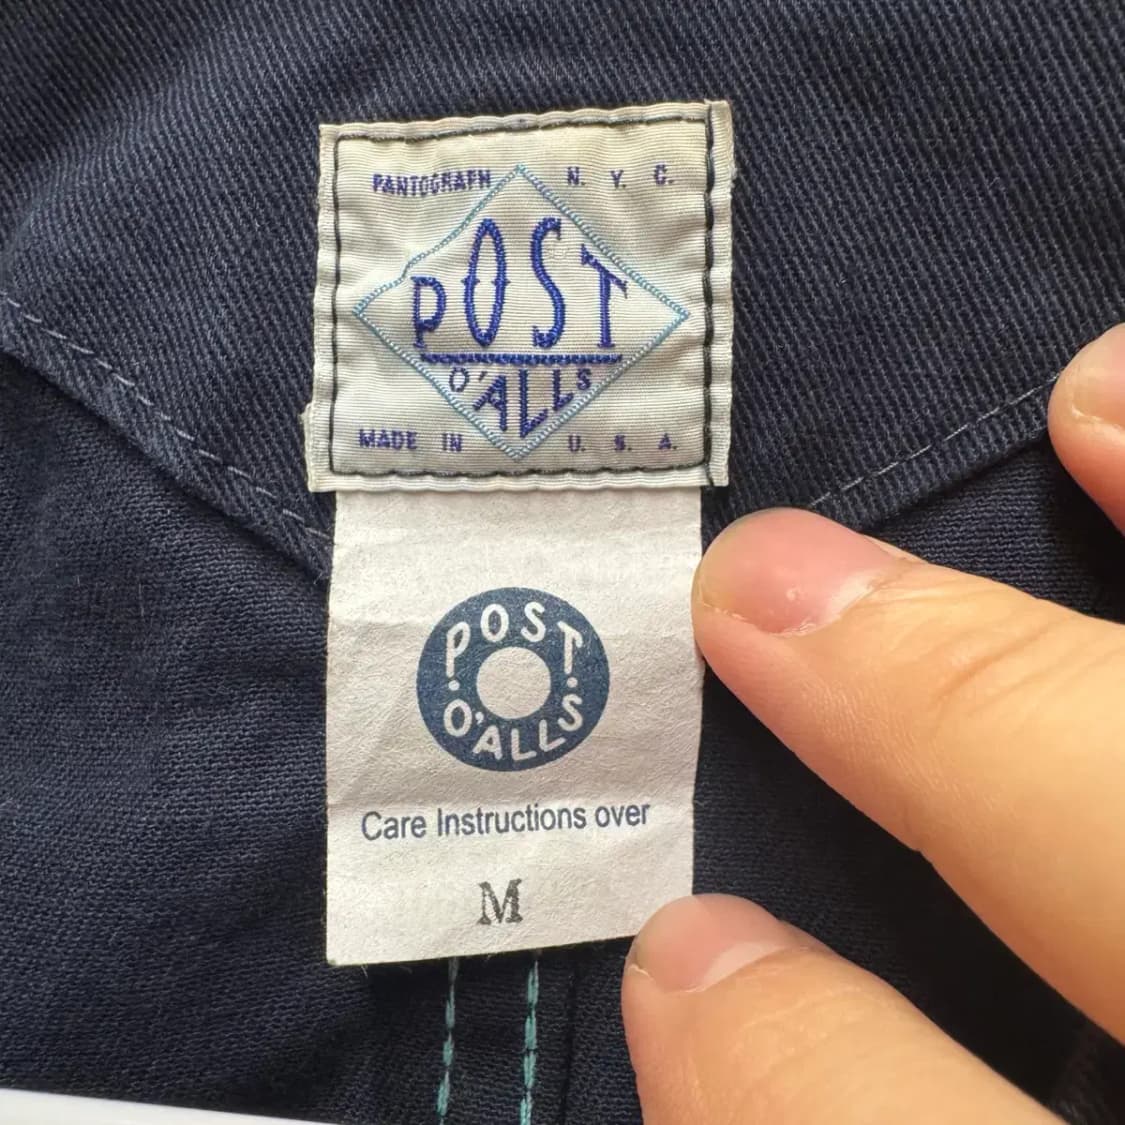 PANTOGRAPH N. Y. C.
POST
O'ALLS
MADE IN U. S. A.
POST
O'ALLS
Care Instructions over
M